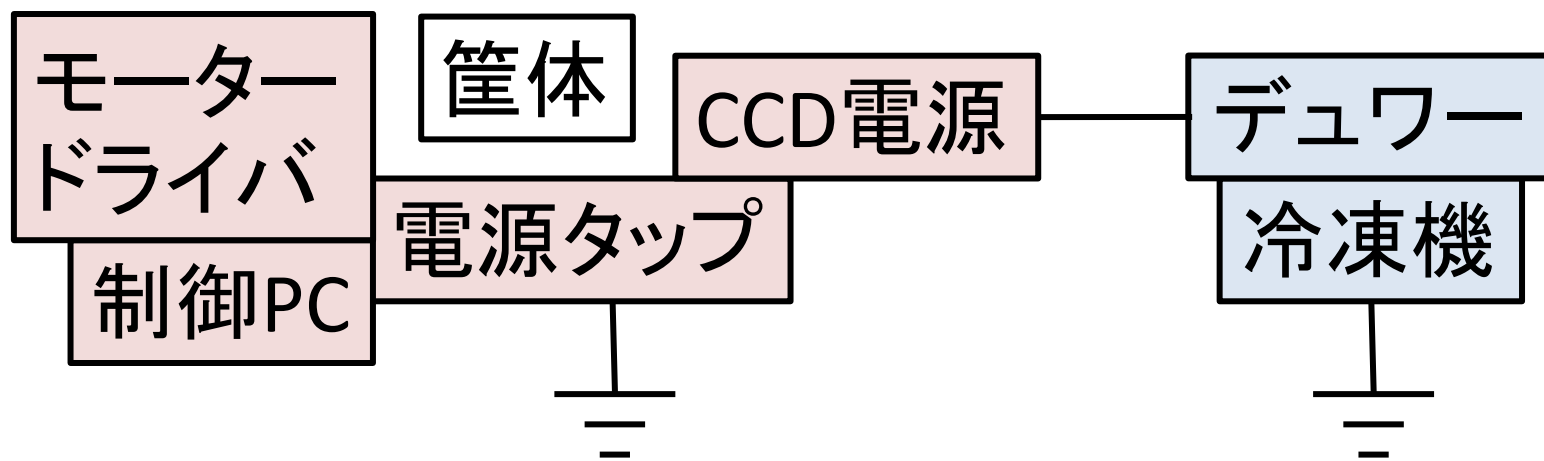 モーター
ドライバ
筐体
CCD電源
デュワー
電源タップ
冷凍機
制御PC